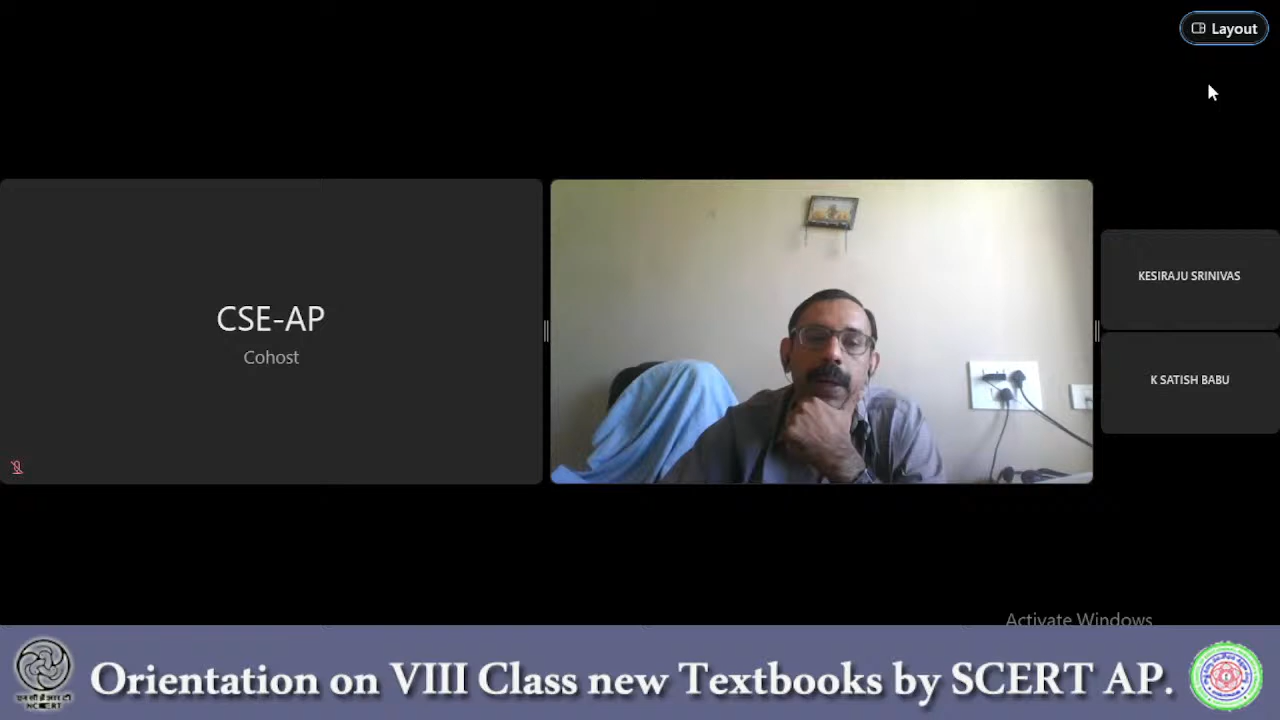 Layout
CSE-AP
Cohost
KESIRAJU SRINIVAS
K SATISH BABU
Activate Windows
Orientation on VIII Class new Textbooks by SCERT AP.
NCERT